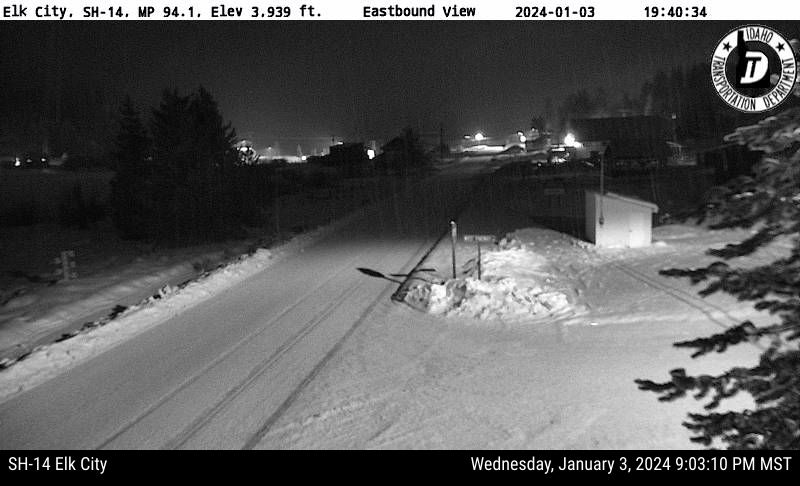 Elk City, SH-14, MP 94.1, Elev 3,939 ft. Eastbound View 2024-01-03 19:40:34
IDAHO
TRANSPORTATION DEPARTMENT
SH-14 Elk City Wednesday, January 3, 2024 9:03:10 PM MST